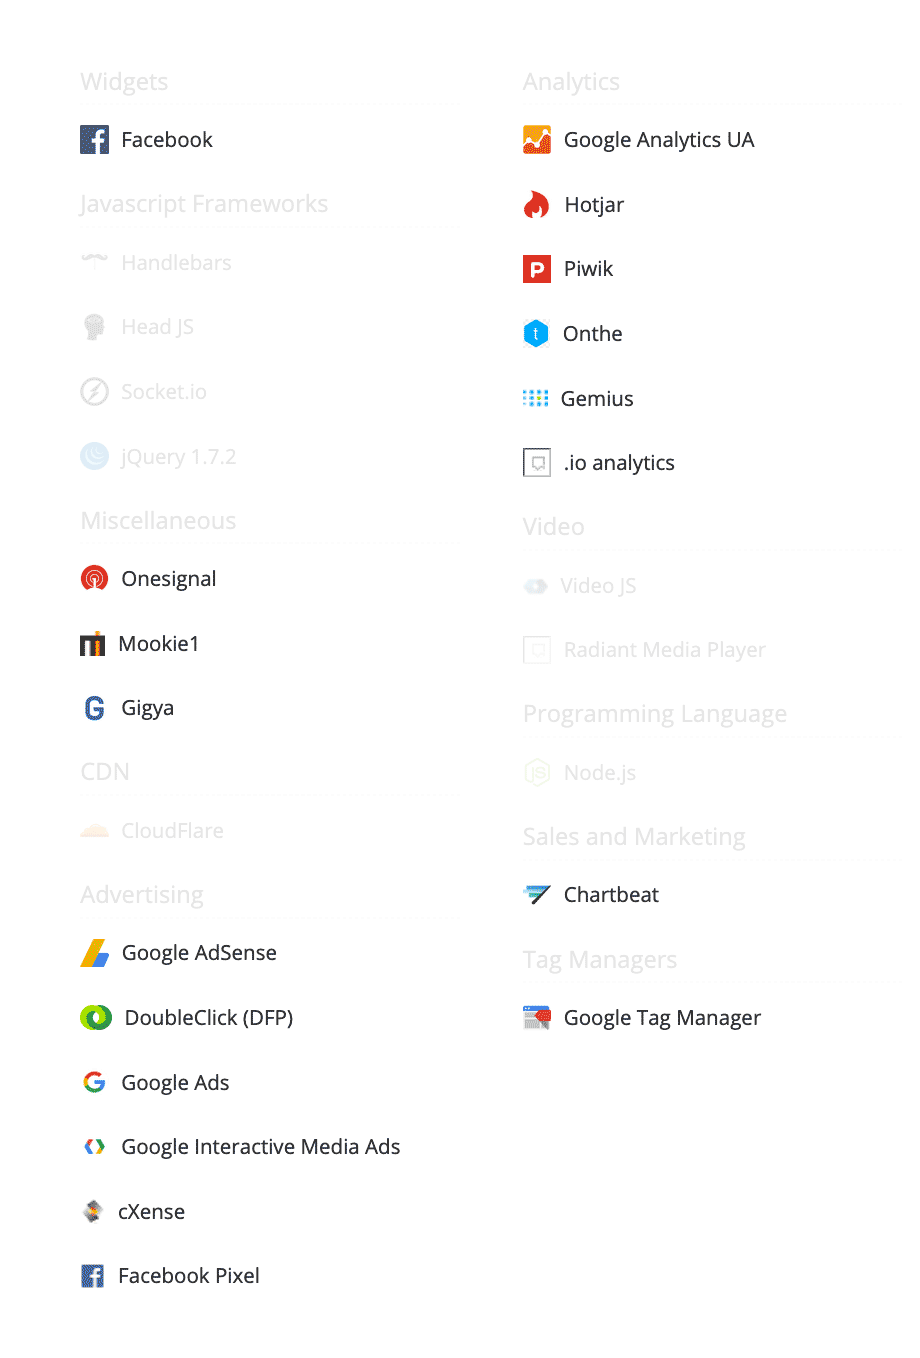 Widgets
Facebook
Javascript Frameworks
Handlebars
Head JS
Socket.io
jQuery 1.7.2
Miscellaneous
Onesignal
Mookie1
Gigya
CDN
CloudFlare
Advertising
Google AdSense
DoubleClick (DFP)
Google Ads
Google Interactive Media Ads
cXense
Facebook Pixel
Analytics
Google Analytics UA
Hotjar
Piwik
Onthe
Gemius
.io analytics
Video
Video JS
Radiant Media Player
Programming Language
Node.js
Sales and Marketing
Chartbeat
Tag Managers
Google Tag Manager